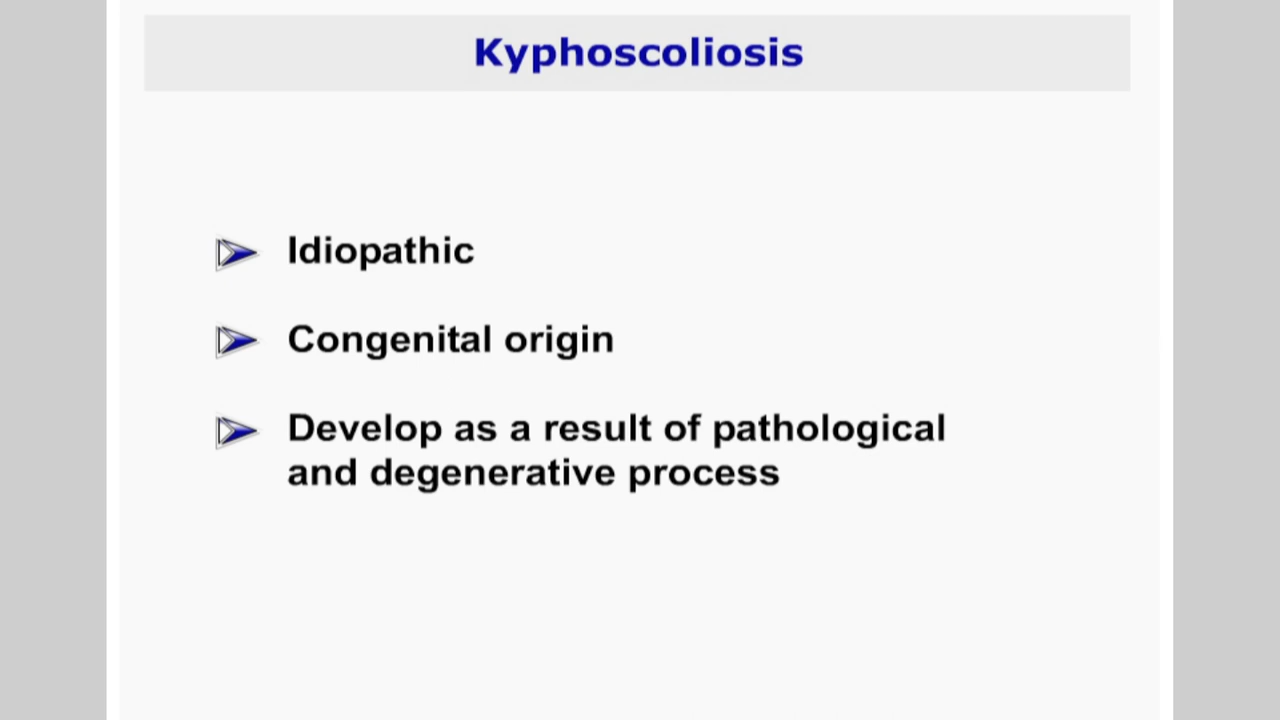 Kyphoscoliosis
Idiopathic
Congenital origin
Develop as a result of pathological
and degenerative process